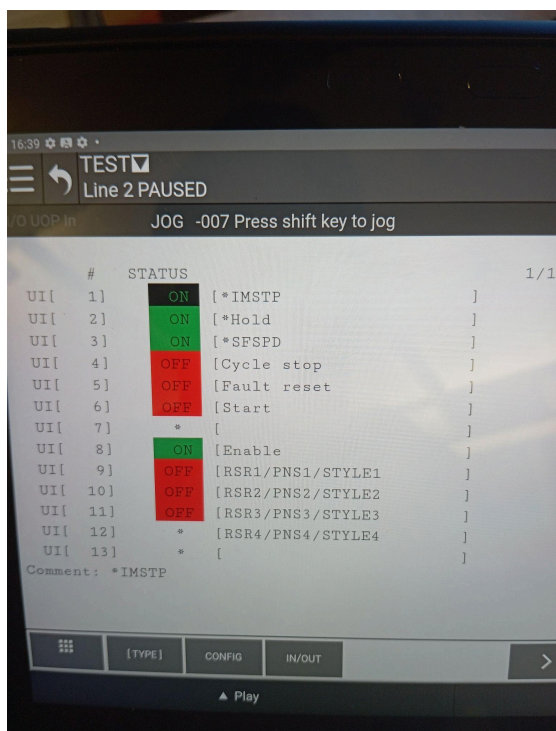 16:39
TEST
Line 2 PAUSED
I/O UOP In
JOG -007 Press shift key to jog
# STATUS 1/1
UI[ 1] ON [*IMSTP ]
UI[ 2] ON [*Hold ]
UI[ 3] ON [*SFSPD ]
UI[ 4] OFF [Cycle stop ]
UI[ 5] OFF [Fault reset ]
UI[ 6] OFF [Start ]
UI[ 7] * [ ]
UI[ 8] ON [Enable ]
UI[ 9] OFF [RSR1/PNS1/STYLE1 ]
UI[ 10] OFF [RSR2/PNS2/STYLE2 ]
UI[ 11] OFF [RSR3/PNS3/STYLE3 ]
UI[ 12] * [RSR4/PNS4/STYLE4 ]
UI[ 13] * [ ]
Comment: *IMSTP
[TYPE] CONFIG IN/OUT >
▲ Play